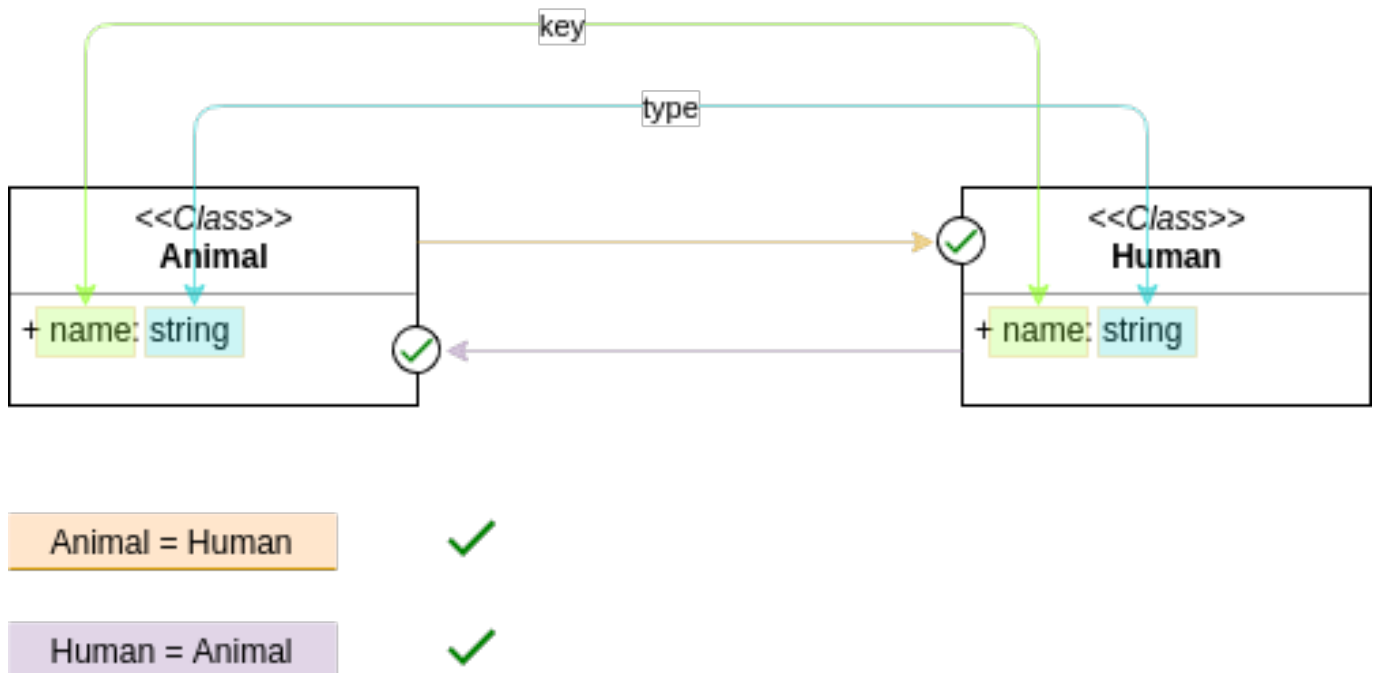 key
type
<<Class>>
Animal
+ name: string
<<Class>>
Human
+ name: string
Animal = Human
Human = Animal